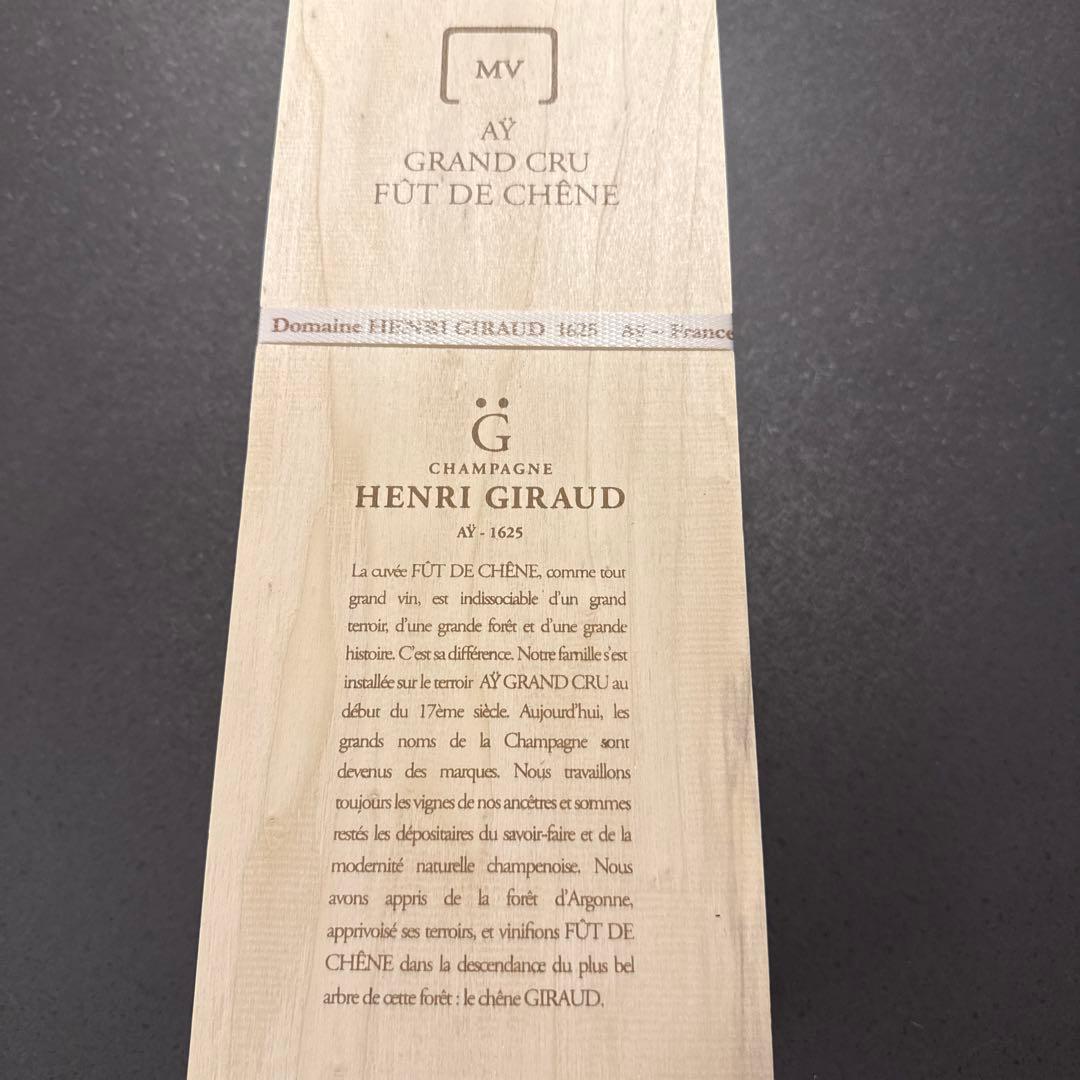 MV
AŸ
GRAND CRU
FÛT DE CHÊNE
Domaine HENRI GIRAUD 1625 Aÿ - France
G̈
CHAMPAGNE
HENRI GIRAUD
AŸ - 1625
La cuvée FÛT DE CHÊNE, comme tout
grand vin, est indissociable d'un grand
terroir, d'une grande forêt et d'une grande
histoire. C'est sa différence. Notre famille s'est
installée sur le terroir AŸ GRAND CRU au
début du 17ème siècle. Aujourd'hui, les
grands noms de la Champagne sont
devenus des marques. Nous travaillons
toujours les vignes de nos ancêtres et sommes
restés les dépositaires du savoir-faire et de la
modernité naturelle champenoise. Nous
avons appris de la forêt d'Argonne,
apprivoisé ses terroirs, et vinifions FÛT DE
CHÊNE dans la descendance du plus bel
arbre de cette forêt : le chêne GIRAUD.